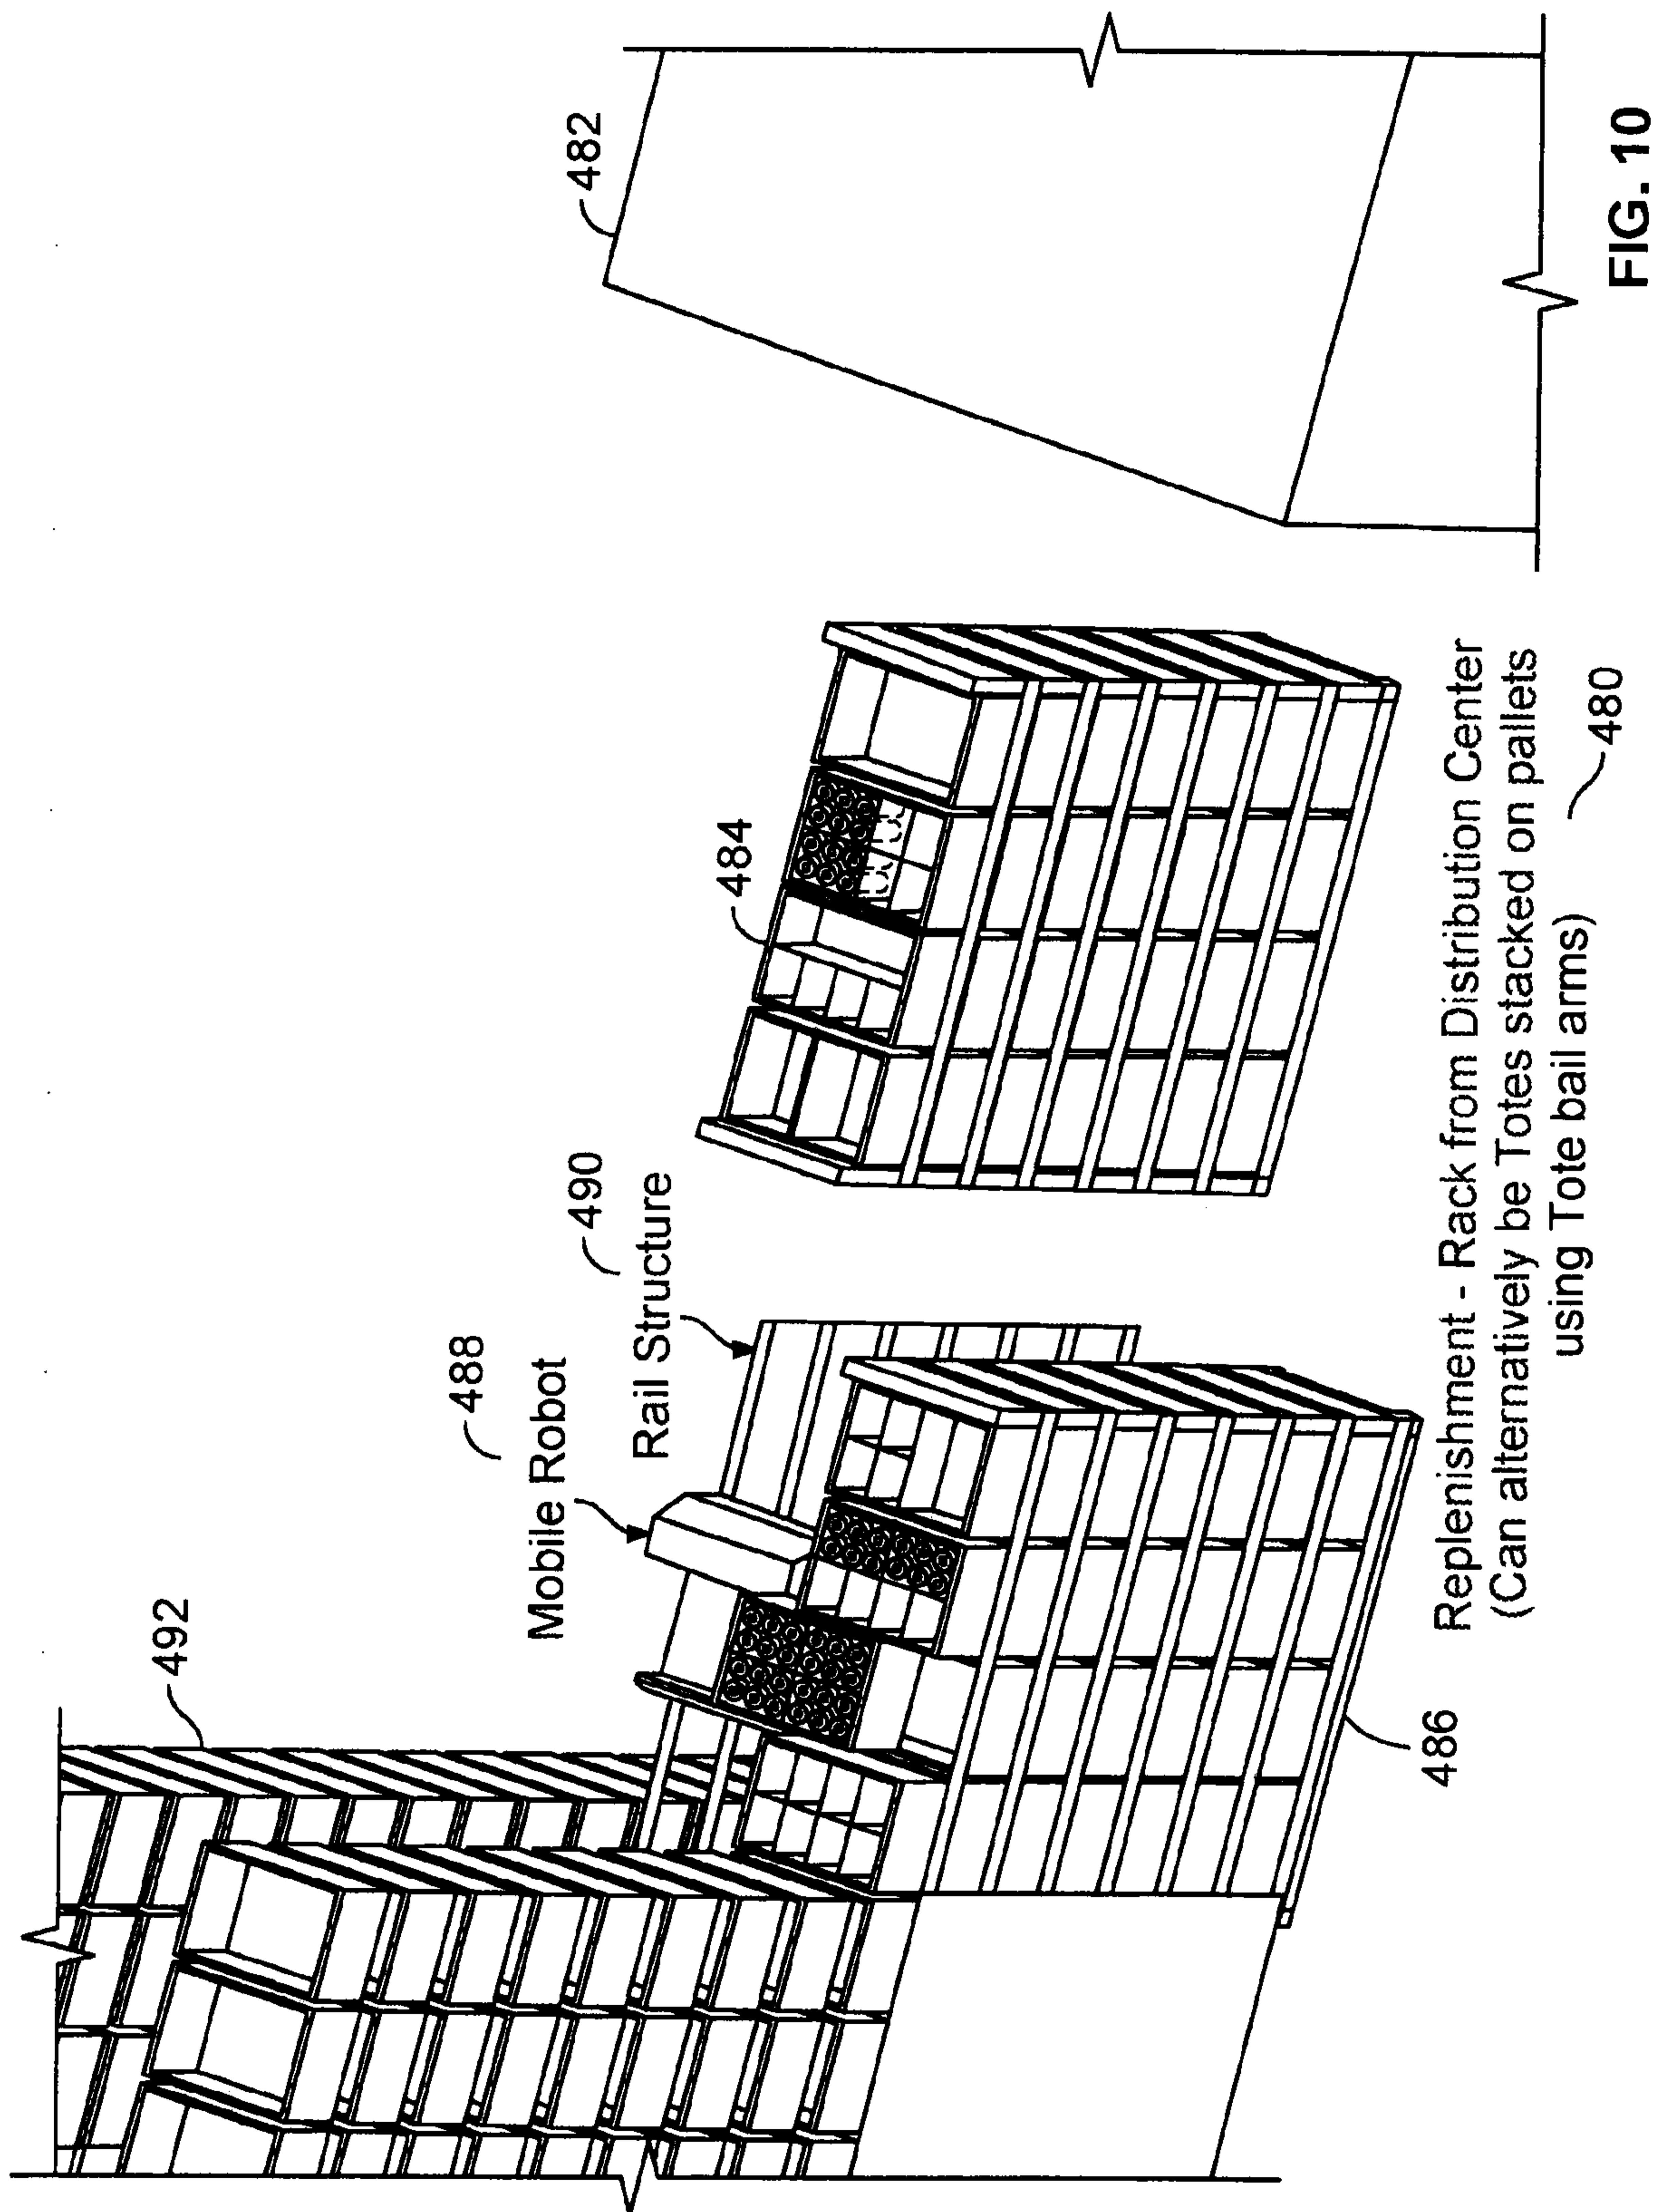 492
488
Mobile Robot
490
Rail Structure
484
482
486
Replenishment - Rack from Distribution Center
(Can alternatively be Totes stacked on pallets
using Tote bail arms)
480
FIG. 10